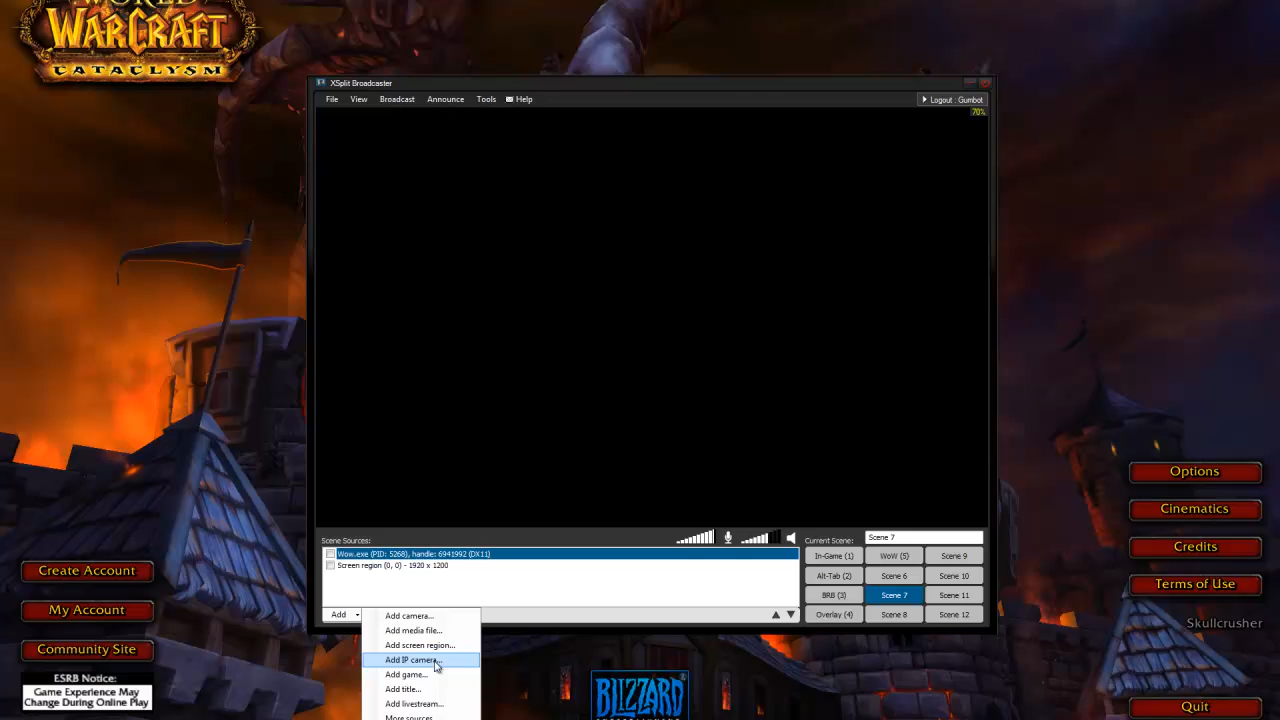 WORLD
WARCRAFT
CATACLYSM
XSplit Broadcaster
File View Broadcast Announce Tools Help
Logout : Gumbot
70%
Scene Sources:
Wow.exe (PID: 5268), handle: 6941992 (DX11)
Screen region (0, 0) - 1920 x 1200
Add
Current Scene:
Scene 7
In-Game (1) WoW (5) Scene 9
Alt-Tab (2) Scene 6 Scene 10
BRB (3) Scene 7 Scene 11
Overlay (4) Scene 8 Scene 12
Add camera...
Add media file...
Add screen region...
Add IP camera...
Add game...
Add title...
Add livestream...
More sources
Create Account
My Account
Community Site
ESRB Notice:
Game Experience May
Change During Online Play
BLIZZARD
Options
Cinematics
Credits
Terms of Use
Skullcrusher
Quit